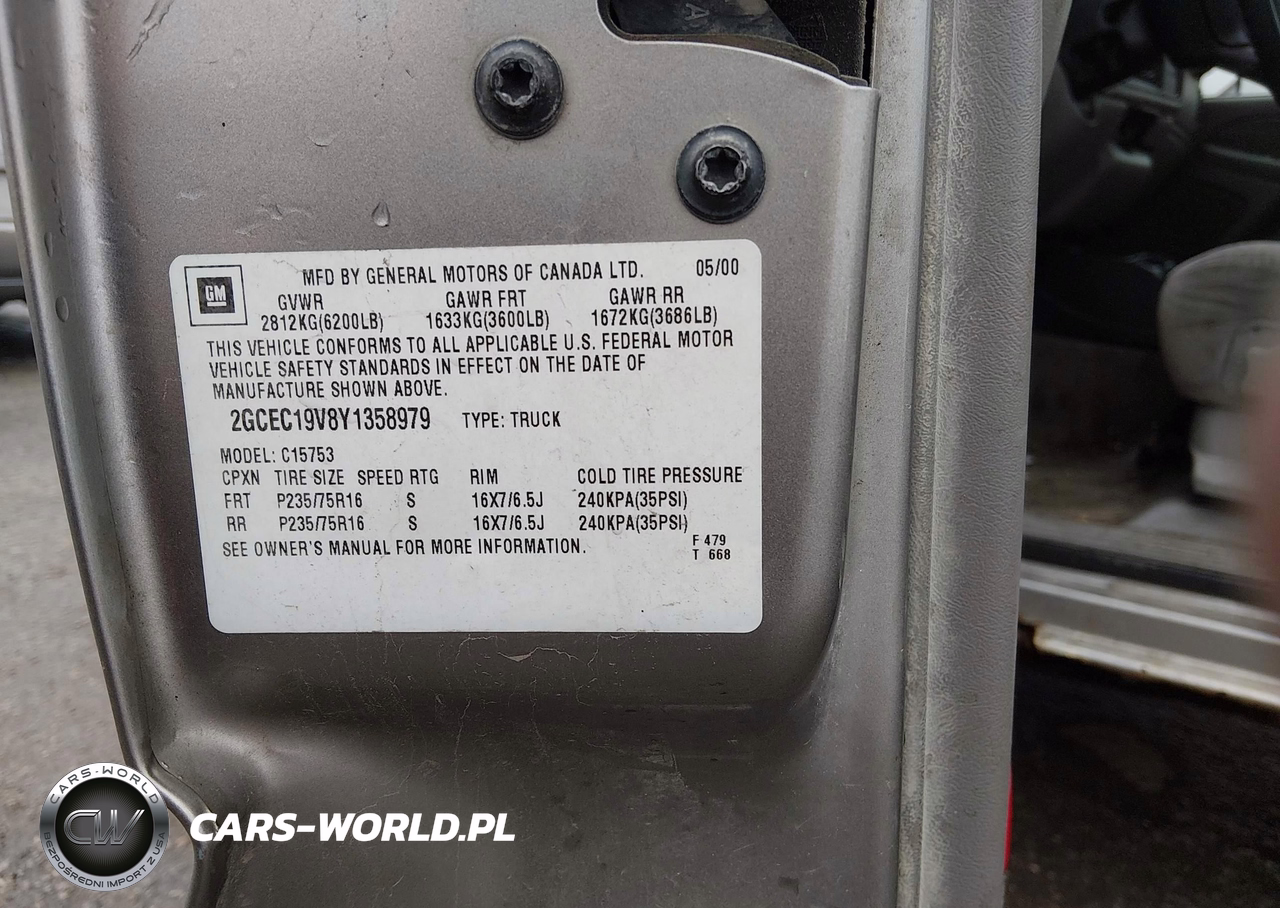 A
GM
MFD BY GENERAL MOTORS OF CANADA LTD. 05/00
GVWR GAWR FRT GAWR RR
2812KG(6200LB) 1633KG(3600LB) 1672KG(3686LB)
THIS VEHICLE CONFORMS TO ALL APPLICABLE U.S. FEDERAL MOTOR
VEHICLE SAFETY STANDARDS IN EFFECT ON THE DATE OF
MANUFACTURE SHOWN ABOVE.
2GCEC19V8Y1358979 TYPE: TRUCK
MODEL: C15753
CPXN TIRE SIZE SPEED RTG RIM COLD TIRE PRESSURE
FRT P235/75R16 S 16X7/6.5J 240KPA(35PSI)
RR P235/75R16 S 16X7/6.5J 240KPA(35PSI)
SEE OWNER'S MANUAL FOR MORE INFORMATION. F 479
T 668
CARS-WORLD
CW
BEZPOŚREDNI IMPORT Z USA
CARS-WORLD.PL